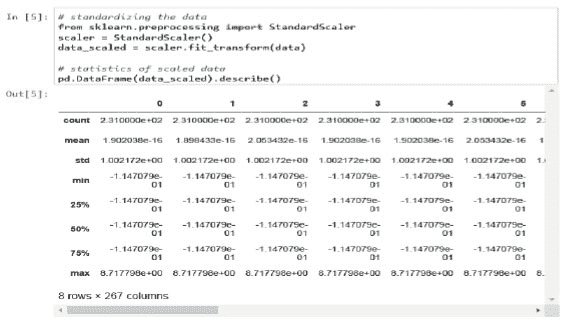 In [5]: # standardizing the data
from sklearn.preprocessing import StandardScaler
scaler = StandardScaler()
data_scaled = scaler.fit_transform(data)
# statistics of scaled data
pd.DataFrame(data_scaled).describe()
Out[5]:
0 1 2 3 4 5
count 2.310000e+02 2.310000e+02 2.310000e+02 2.310000e+02 2.310000e+02 2.310000e+02 2.
mean 1.902038e-16 1.898433e-16 2.053432e-16 1.902038e-16 1.902038e-16 2.053432e-16 1
std 1.002172e+00 1.002172e+00 1.002172e+00 1.002172e+00 1.002172e+00 1.002172e+00 1.
min -1.147079e-01 -1.147079e-01 -1.147079e-01 -1.147079e-01 -1.147079e-01 -1.147079e-01
25% -1.147079e-01 -1.147079e-01 -1.147079e-01 -1.147079e-01 -1.147079e-01 -1.147079e-01
50% -1.147079e-01 -1.147079e-01 -1.147079e-01 -1.147079e-01 -1.147079e-01 -1.147079e-01
75% -1.147079e-01 -1.147079e-01 -1.147079e-01 -1.147079e-01 -1.147079e-01 -1.147079e-01
max 8.717798e+00 8.717798e+00 8.717798e+00 8.717798e+00 8.717798e+00 8.717798e+00 8.
8 rows × 267 columns